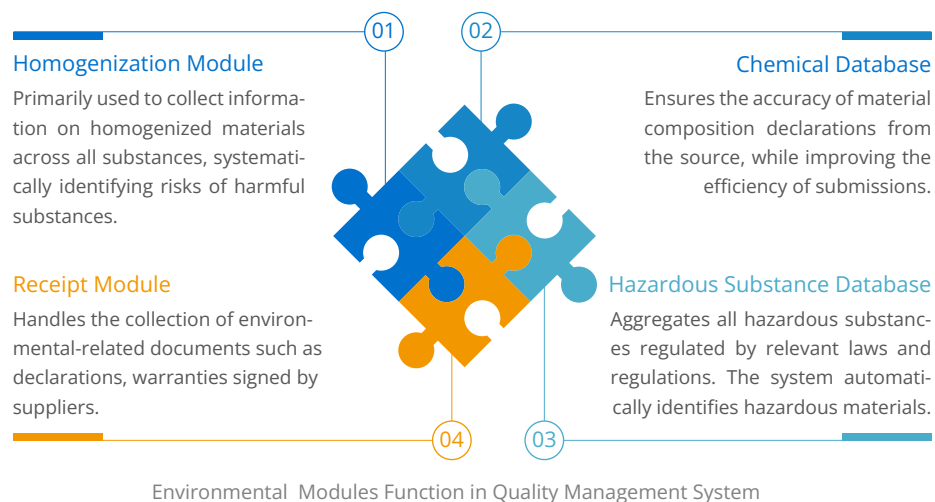 01
Homogenization Module
Primarily used to collect informa-
tion on homogenized materials
across all substances, systemati-
cally identifying risks of harmful
substances.
02
Chemical Database
Ensures the accuracy of material
composition declarations from
the source, while improving the
efficiency of submissions.
Receipt Module
Handles the collection of environ-
mental-related documents such as
declarations, warranties signed by
suppliers.
04
Hazardous Substance Database
Aggregates all hazardous substanc-
es regulated by relevant laws and
regulations. The system automati-
cally identifies hazardous materials.
03
Environmental Modules Function in Quality Management System